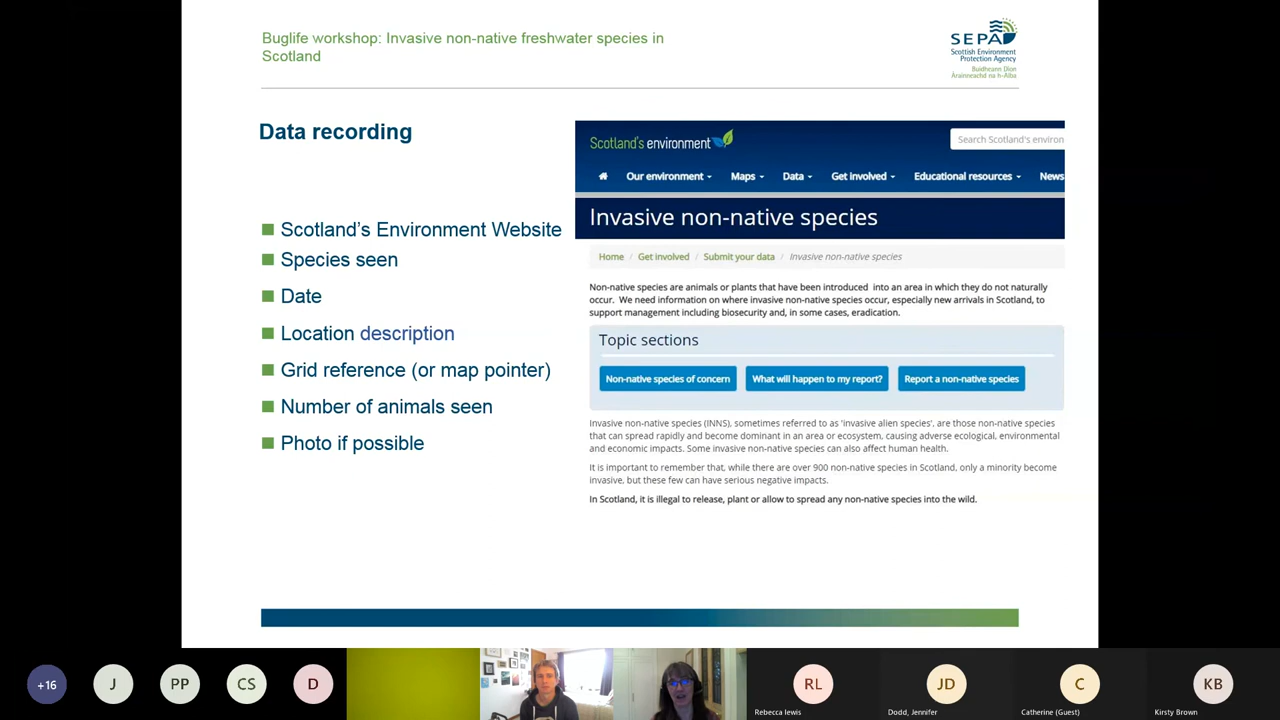 Buglife workshop: Invasive non-native freshwater species in
Scotland
SEPA
Scottish Environment
Protection Agency
Buidheann Dìon
Àrainneachd na h-Alba
Data recording
Scotland's Environment Website
Species seen
Date
Location description
Grid reference (or map pointer)
Number of animals seen
Photo if possible
Scotland's environment
Search Scotland's environ
Our environment
Maps
Data
Get involved
Educational resources
News
Invasive non-native species
Home / Get involved / Submit your data / Invasive non-native species
Non-native species are animals or plants that have been introduced into an area in which they do not naturally
occur. We need information on where invasive non-native species occur, especially new arrivals in Scotland, to
support management including biosecurity and, in some cases, eradication.
Topic sections
Non-native species of concern
What will happen to my report?
Report a non-native species
Invasive non-native species (INNS), sometimes referred to as 'invasive alien species', are those non-native species
that can spread rapidly and become dominant in an area or ecosystem, causing adverse ecological, environmental
and economic impacts. Some invasive non-native species can also affect human health.
It is important to remember that, while there are over 900 non-native species in Scotland, only a minority become
invasive, but these few can have serious negative impacts.
In Scotland, it is illegal to release, plant or allow to spread any non-native species into the wild.
+16
J
PP
CS
D
RL
JD
C
KB
Rebecca lewis
Dodd, Jennifer
Catherine (Guest)
Kirsty Brown